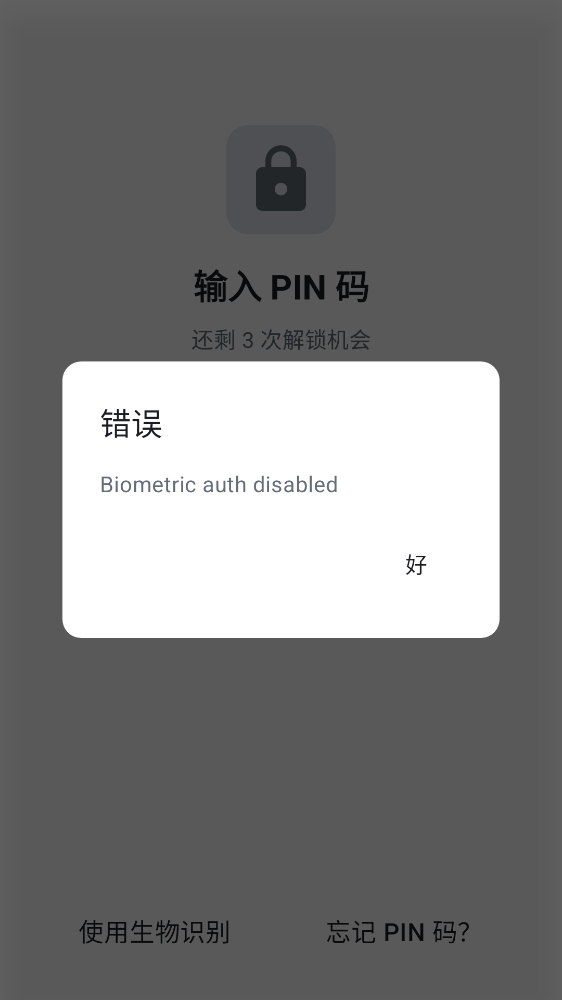 输入 PIN 码
还剩 3 次解锁机会
错误
Biometric auth disabled
好
使用生物识别
忘记 PIN 码?